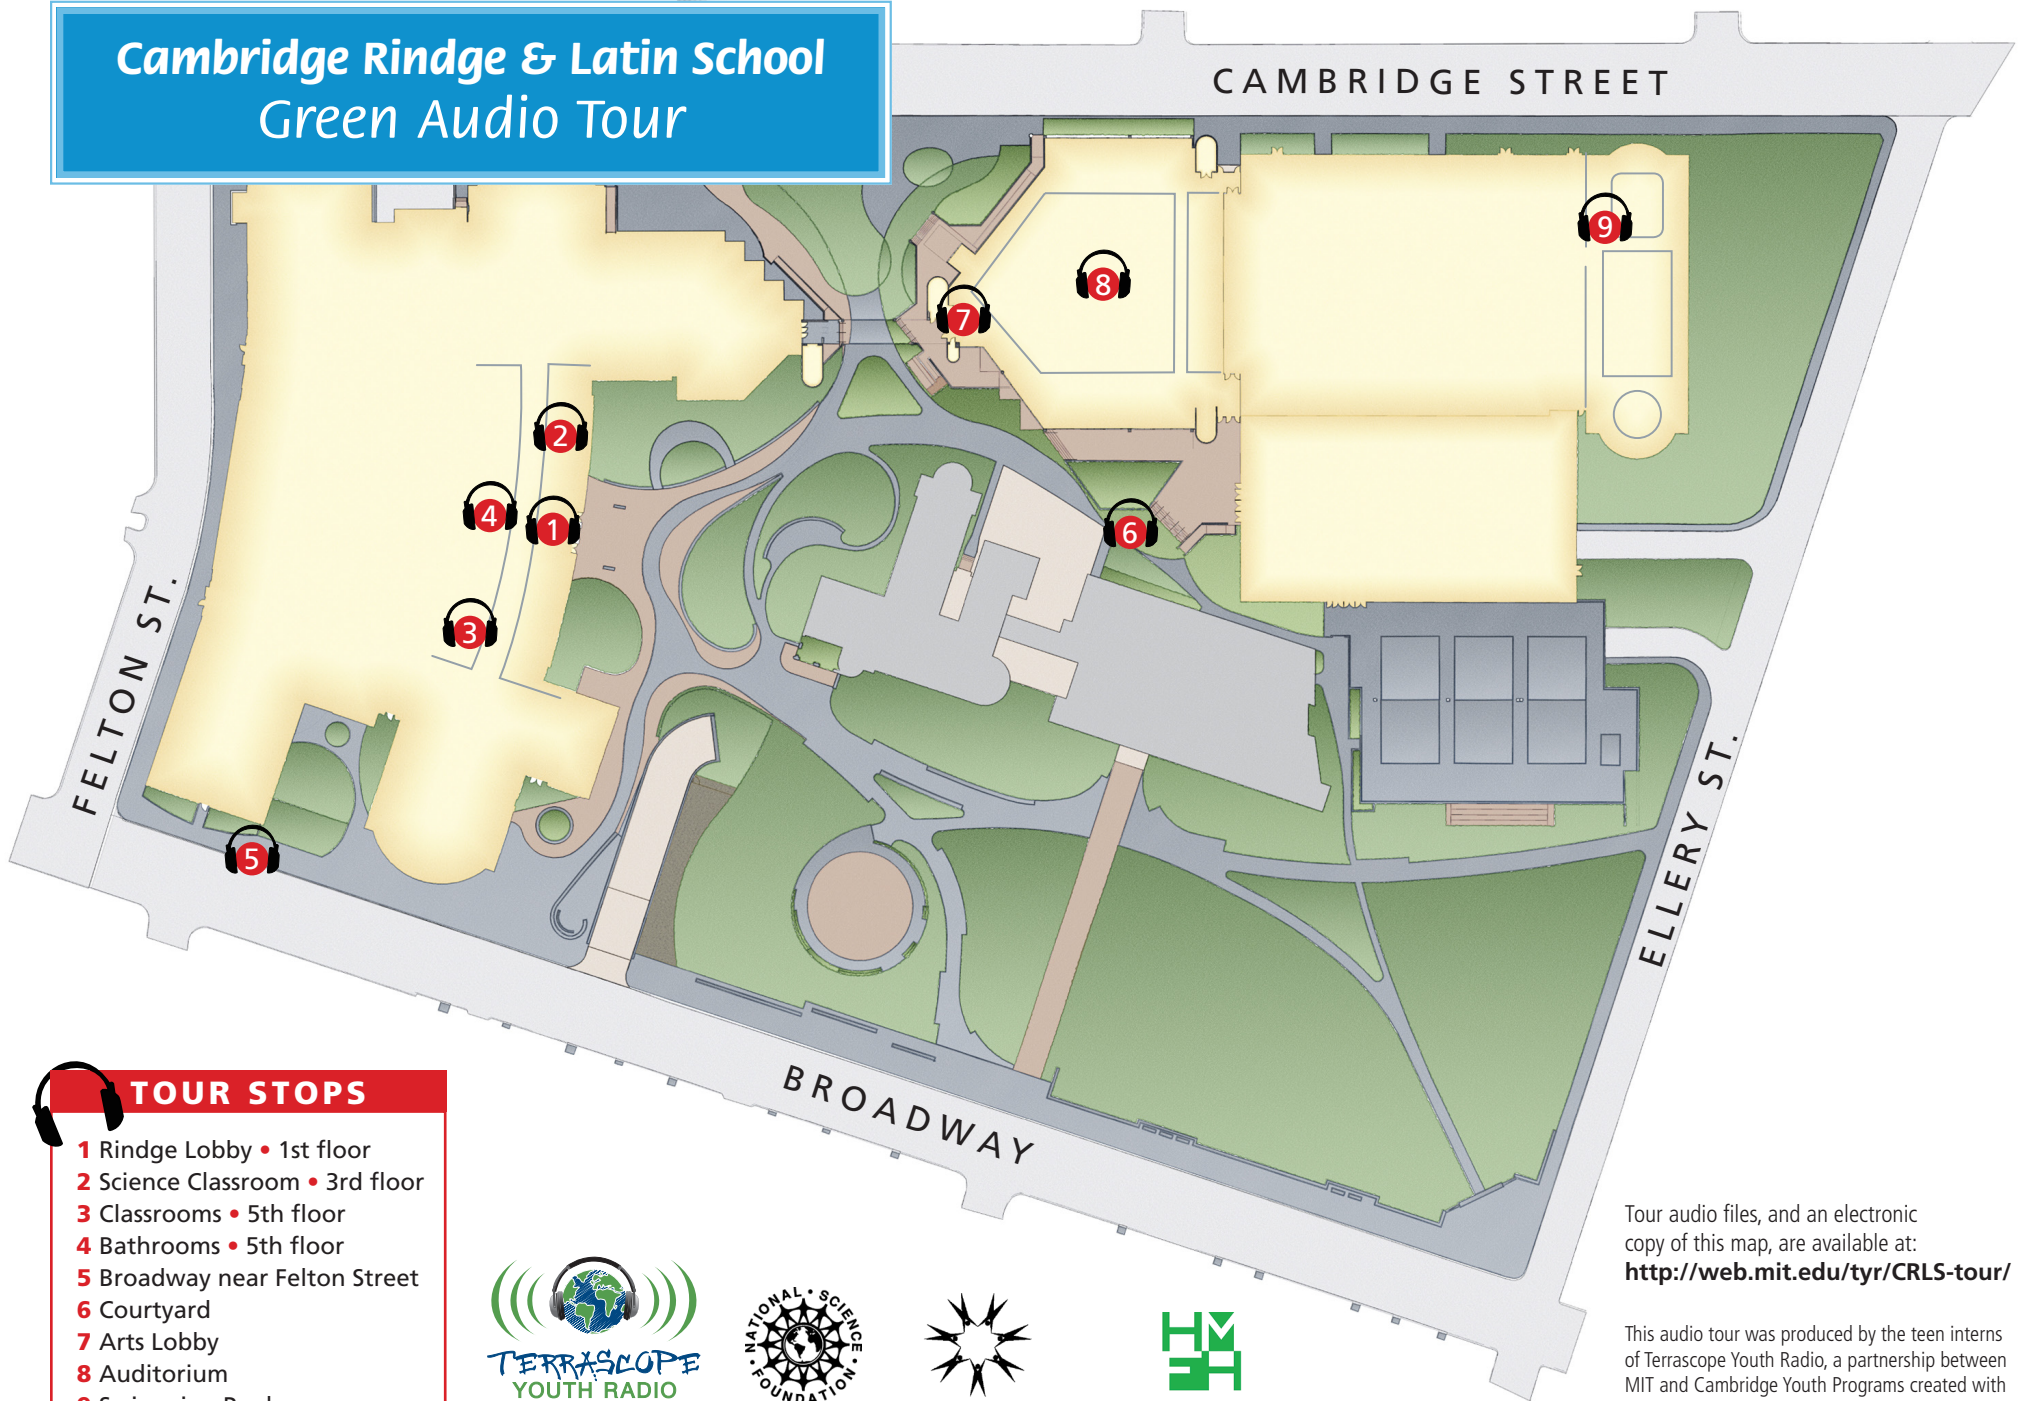 Cambridge Rindge & Latin School
Green Audio Tour
CAMBRIDGE STREET
9
8
7
2
4
1
6
3
FELTON ST.
5
ELLERY ST.
BROADWAY
TOUR STOPS
1 Rindge Lobby • 1st floor
2 Science Classroom • 3rd floor
3 Classrooms • 5th floor
4 Bathrooms • 5th floor
5 Broadway near Felton Street
6 Courtyard
7 Arts Lobby
8 Auditorium
TERRASCOPE
YOUTH RADIO
NATIONAL • SCIENCE • FOUNDATION •
Tour audio files, and an electronic
copy of this map, are available at:
http://web.mit.edu/tyr/CRLS-tour/
This audio tour was produced by the teen interns
of Terrascope Youth Radio, a partnership between
MIT and Cambridge Youth Programs created with